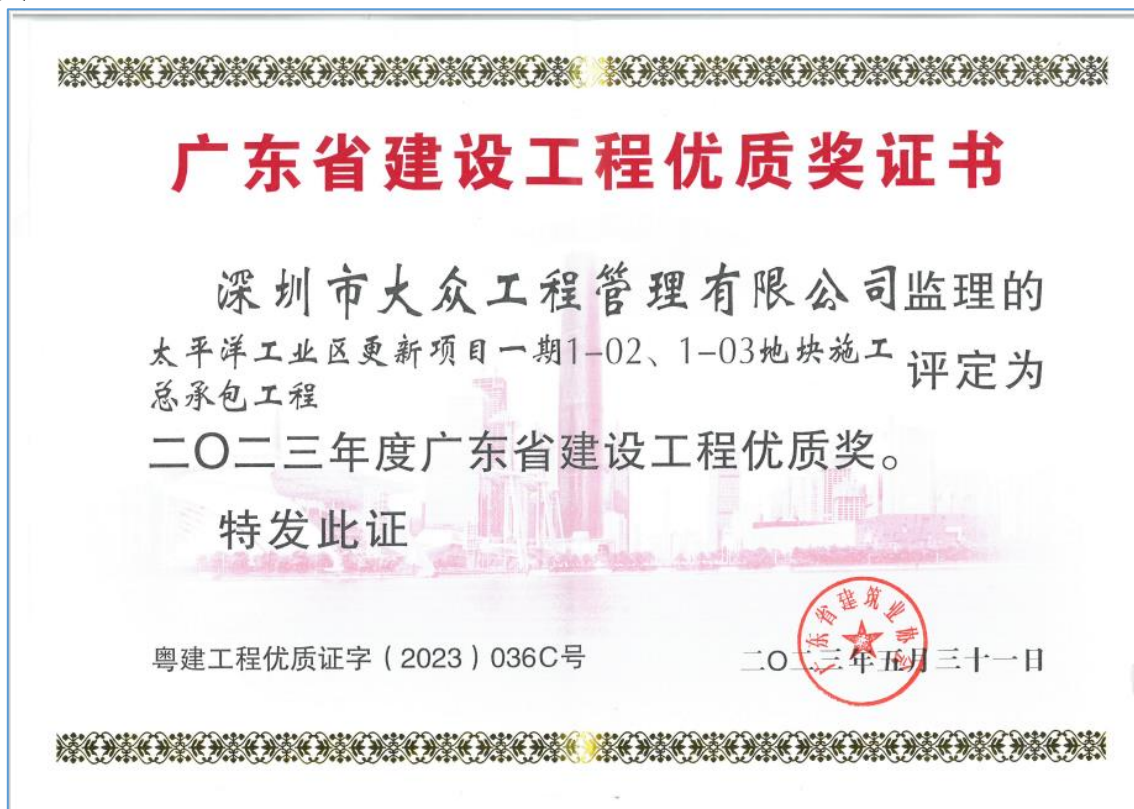 广东省建设工程优质奖证书
深圳市大众工程管理有限公司监理的
太平洋工业区更新项目一期1-02、1-03地块施工
总承包工程
评定为
二〇二三年度广东省建设工程优质奖。
特发此证
广东省建筑业协会
粤建工程优质证字（2023）036C号
二〇二三年五月三十一日